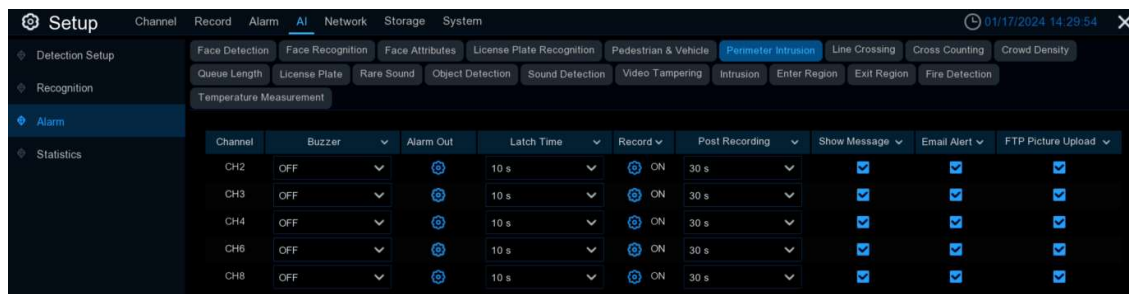 Setup Channel Record Alarm AI Network Storage System 01/17/2024 14:29:54
Detection Setup
Recognition
Alarm
Statistics
Face Detection Face Recognition Face Attributes License Plate Recognition Pedestrian & Vehicle Perimeter Intrusion Line Crossing Cross Counting Crowd Density
Queue Length License Plate Rare Sound Object Detection Sound Detection Video Tampering Intrusion Enter Region Exit Region Fire Detection
Temperature Measurement
Channel Buzzer Alarm Out Latch Time Record Post Recording Show Message Email Alert FTP Picture Upload
CH2 OFF 10 s ON 30 s
CH3 OFF 10 s ON 30 s
CH4 OFF 10 s ON 30 s
CH6 OFF 10 s ON 30 s
CH8 OFF 10 s ON 30 s